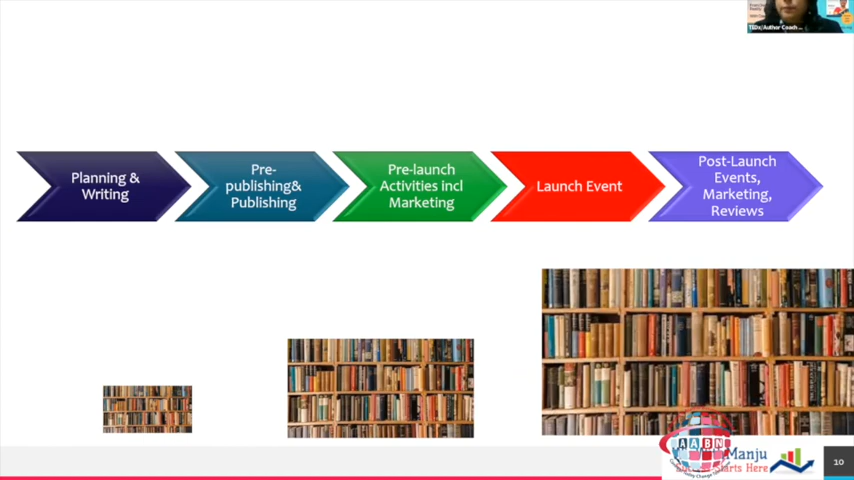 TEDx/Author Coach
Planning &
Writing
Pre-
publishing&
Publishing
Pre-launch
Activities incl
Marketing
Launch Event
Post-Launch
Events,
Marketing,
Reviews
AABN
Manju
Starts Here
10